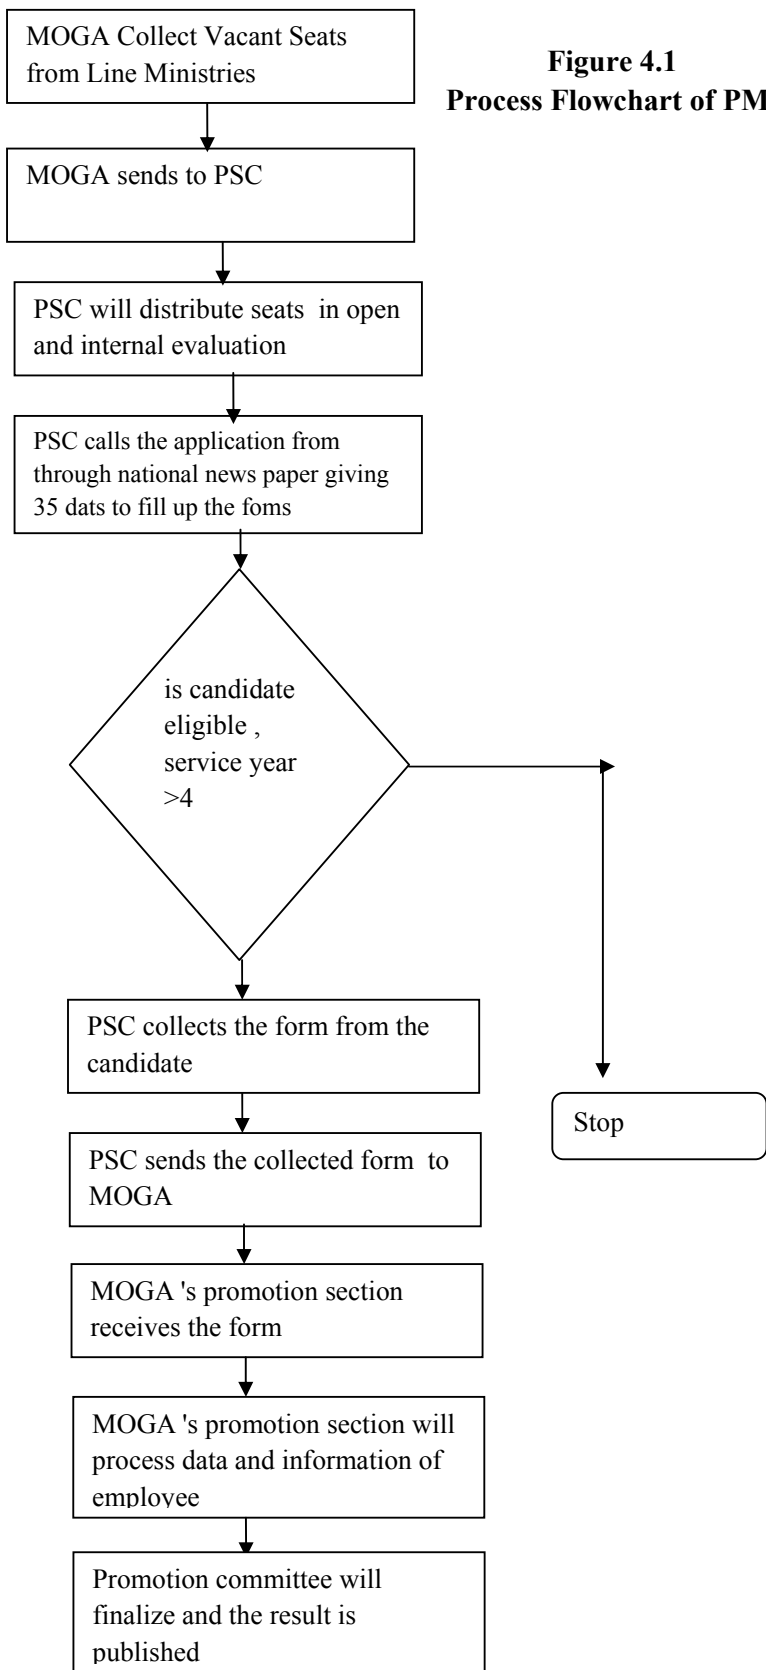 MOGA Collect Vacant Seats
from Line Ministries
Figure 4.1
Process Flowchart of PM
MOGA sends to PSC
PSC will distribute seats in open
and internal evaluation
PSC calls the application from
through national news paper giving
35 dats to fill up the foms
is candidate
eligible ,
service year
>4
PSC collects the form from the
candidate
Stop
PSC sends the collected form to
MOGA
MOGA 's promotion section
receives the form
MOGA 's promotion section will
process data and information of
employee
Promotion committee will
finalize and the result is
published